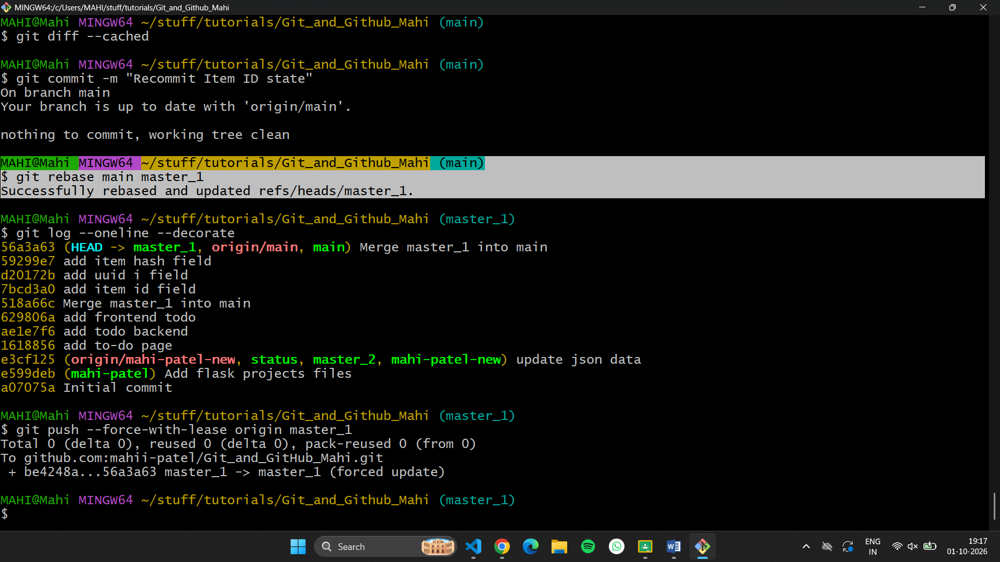 MINGW64:/c/Users/MAHI/stuff/tutorials/Git_and_Github_Mahi
MAHI@Mahi MINGW64 ~/stuff/tutorials/Git_and_Github_Mahi (main)
$ git diff --cached
MAHI@Mahi MINGW64 ~/stuff/tutorials/Git_and_Github_Mahi (main)
$ git commit -m "Recommit Item ID state"
On branch main
Your branch is up to date with 'origin/main'.
nothing to commit, working tree clean
MAHI@Mahi MINGW64 ~/stuff/tutorials/Git_and_Github_Mahi (main)
$ git rebase main master_1
Successfully rebased and updated refs/heads/master_1.
MAHI@Mahi MINGW64 ~/stuff/tutorials/Git_and_Github_Mahi (master_1)
$ git log --oneline --decorate
56a3a63 (HEAD -> master_1, origin/main, main) Merge master_1 into main
59299e7 add item hash field
d20172b add uuid i field
7bcd3a0 add item id field
518a66c Merge master_1 into main
629806a add frontend todo
ae1e7f6 add todo backend
1618856 add to-do page
e3cf125 (origin/mahi-patel-new, status, master_2, mahi-patel-new) update json data
e599deb (mahi-patel) Add flask projects files
a07075a Initial commit
MAHI@Mahi MINGW64 ~/stuff/tutorials/Git_and_Github_Mahi (master_1)
$ git push --force-with-lease origin master_1
Total 0 (delta 0), reused 0 (delta 0), pack-reused 0 (from 0)
To github.com:mahii-patel/Git_and_GitHub_Mahi.git
 + be4248a...56a3a63 master_1 -> master_1 (forced update)
MAHI@Mahi MINGW64 ~/stuff/tutorials/Git_and_Github_Mahi (master_1)
$
Search
W
ENG
IN
19:17
01-10-2026